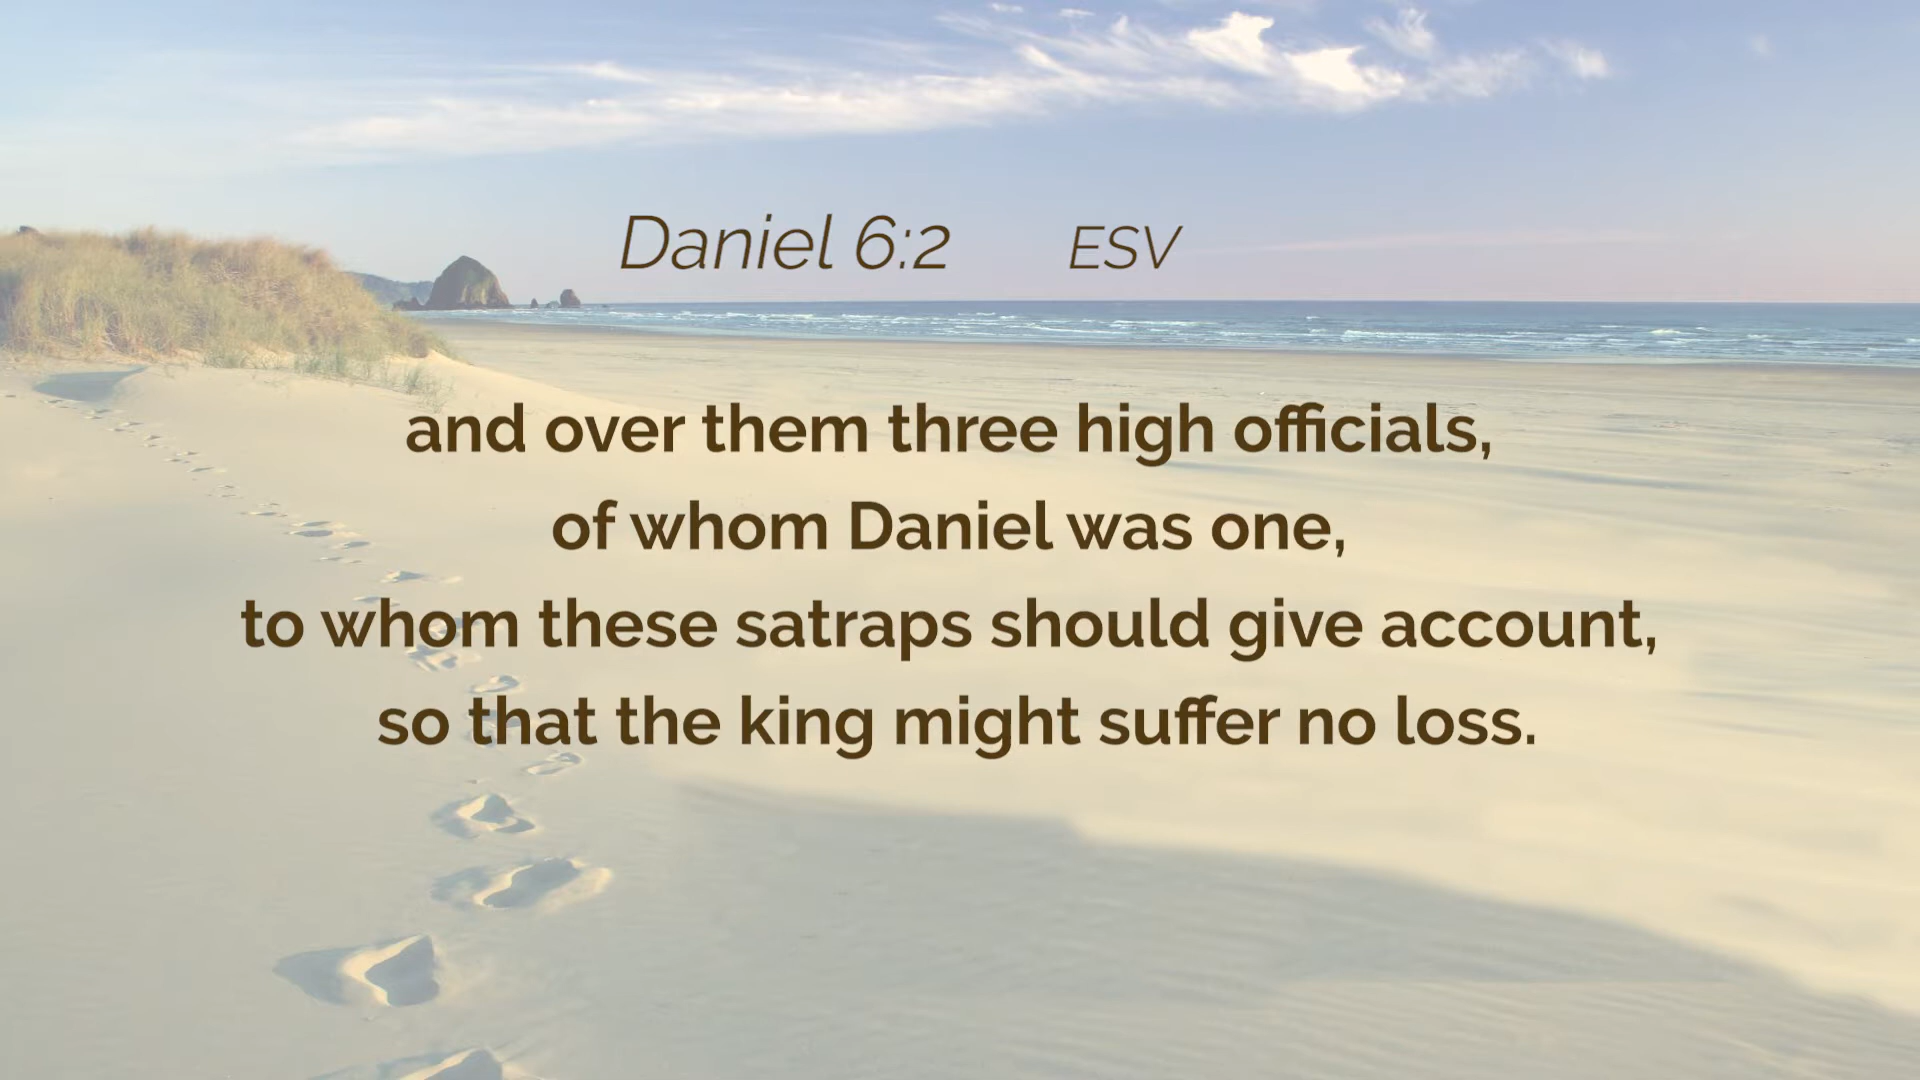 Daniel 6:2 ESV
and over them three high officials,
of whom Daniel was one,
to whom these satraps should give account,
so that the king might suffer no loss.